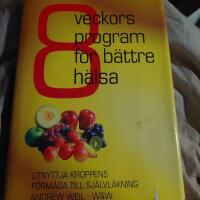 8
veckors
program
för bättre
hälsa
UTNYTTJA KROPPENS
FÖRMÅGA TILL SJÄLVLÄKNING
ANDREW WEIL · W&W